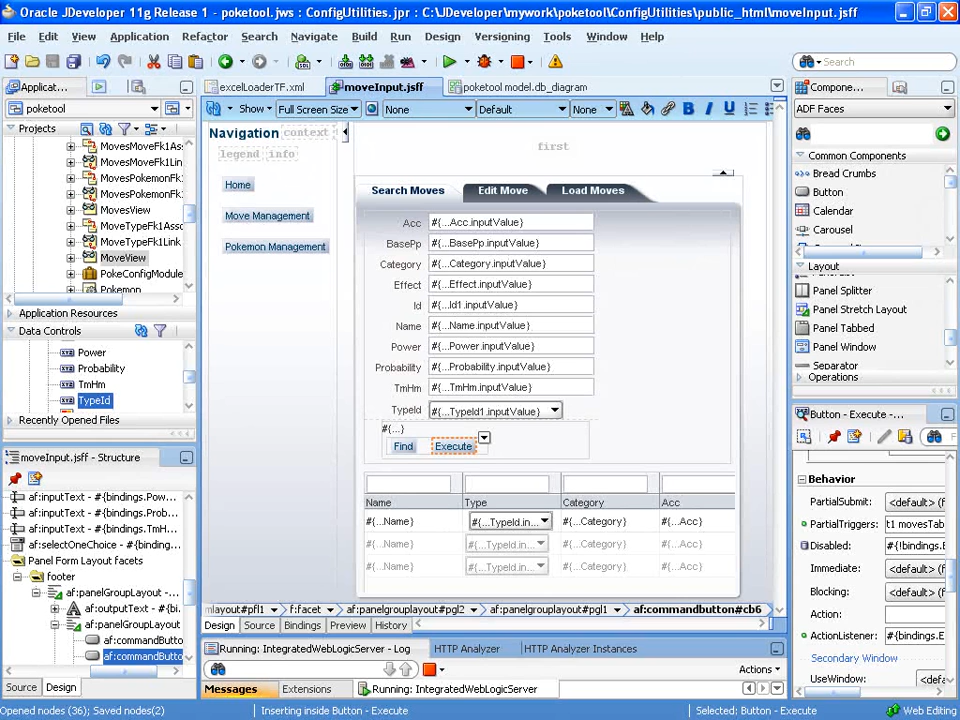 Oracle JDeveloper 11g Release 1 - poketool.jws : ConfigUtilities.jpr : C:\JDeveloper\mywork\poketool\ConfigUtilities\public_html\moveInput.jsff
File Edit View Application Refactor Search Navigate Build Run Design Versioning Tools Window Help
Search
Applicat...
poketool
Projects
MovesMoveFk1As
MovesMoveFk1Lin
MovesPokemonFk
MovesPokemonFk1
MovesView
MoveTypeFk1Asso
MoveTypeFk1Link
MoveView
PokeConfigModule
Pokemon
Application Resources
Data Controls
Power
Probability
TmHm
TypeId
Recently Opened Files
moveInput.jsff - Structure
af:inputText - #{bindings.Pow...
af:inputText - #{bindings.Prob...
af:inputText - #{bindings.TmH...
af:selectOneChoice - #{binding...
Panel Form Layout facets
footer
af:panelGroupLayout - ...
af:outputText - #{bi...
af:panelGroupLayout
af:commandButto
af:commandButto
Source Design
excelLoaderTF.xml moveInput.jsff poketool model.db_diagram
Show Full Screen Size None Default None
Navigation context
legend info
Home
Move Management
Pokemon Management
first
Search Moves Edit Move Load Moves
Acc #{...Acc.inputValue}
BasePp #{...BasePp.inputValue}
Category #{...Category.inputValue}
Effect #{...Effect.inputValue}
Id #{...Id1.inputValue}
Name #{...Name.inputValue}
Power #{...Power.inputValue}
Probability #{...Probability.inputValue}
TmHm #{...TmHm.inputValue}
TypeId #{...TypeId1.inputValue}
#{...}
Find Execute
Name Type Category Acc
#{...Name} #{...TypeId.in... #{...Category} #{...Acc}
#{...Name} #{...TypeId.in... #{...Category} #{...Acc}
#{...Name} #{...TypeId.in... #{...Category} #{...Acc}
mlayout#pfl1 f:facet af:panelgrouplayout#pgl2 af:panelgrouplayout#pgl1 af:commandbutton#cb6
Design Source Bindings Preview History
Running: IntegratedWebLogicServer - Log HTTP Analyzer HTTP Analyzer Instances
Actions
Messages Extensions Running: IntegratedWebLogicServer
Compone...
ADF Faces
Common Components
Bread Crumbs
Button
Calendar
Carousel
Layout
Panel Splitter
Panel Stretch Layout
Panel Tabbed
Panel Window
Separator
Operations
Button - Execute -...
Behavior
PartialSubmit: <default> (f
PartialTriggers: t1 movesTab
Disabled: #{!bindings.E
Immediate: <default> (f
Blocking: <default> (f
Action:
ActionListener: #{bindings.E
Secondary Window
UseWindow: <defa
Opened nodes (36); Saved nodes(2) Inserting inside Button - Execute Selected: Button - Execute Web Editing